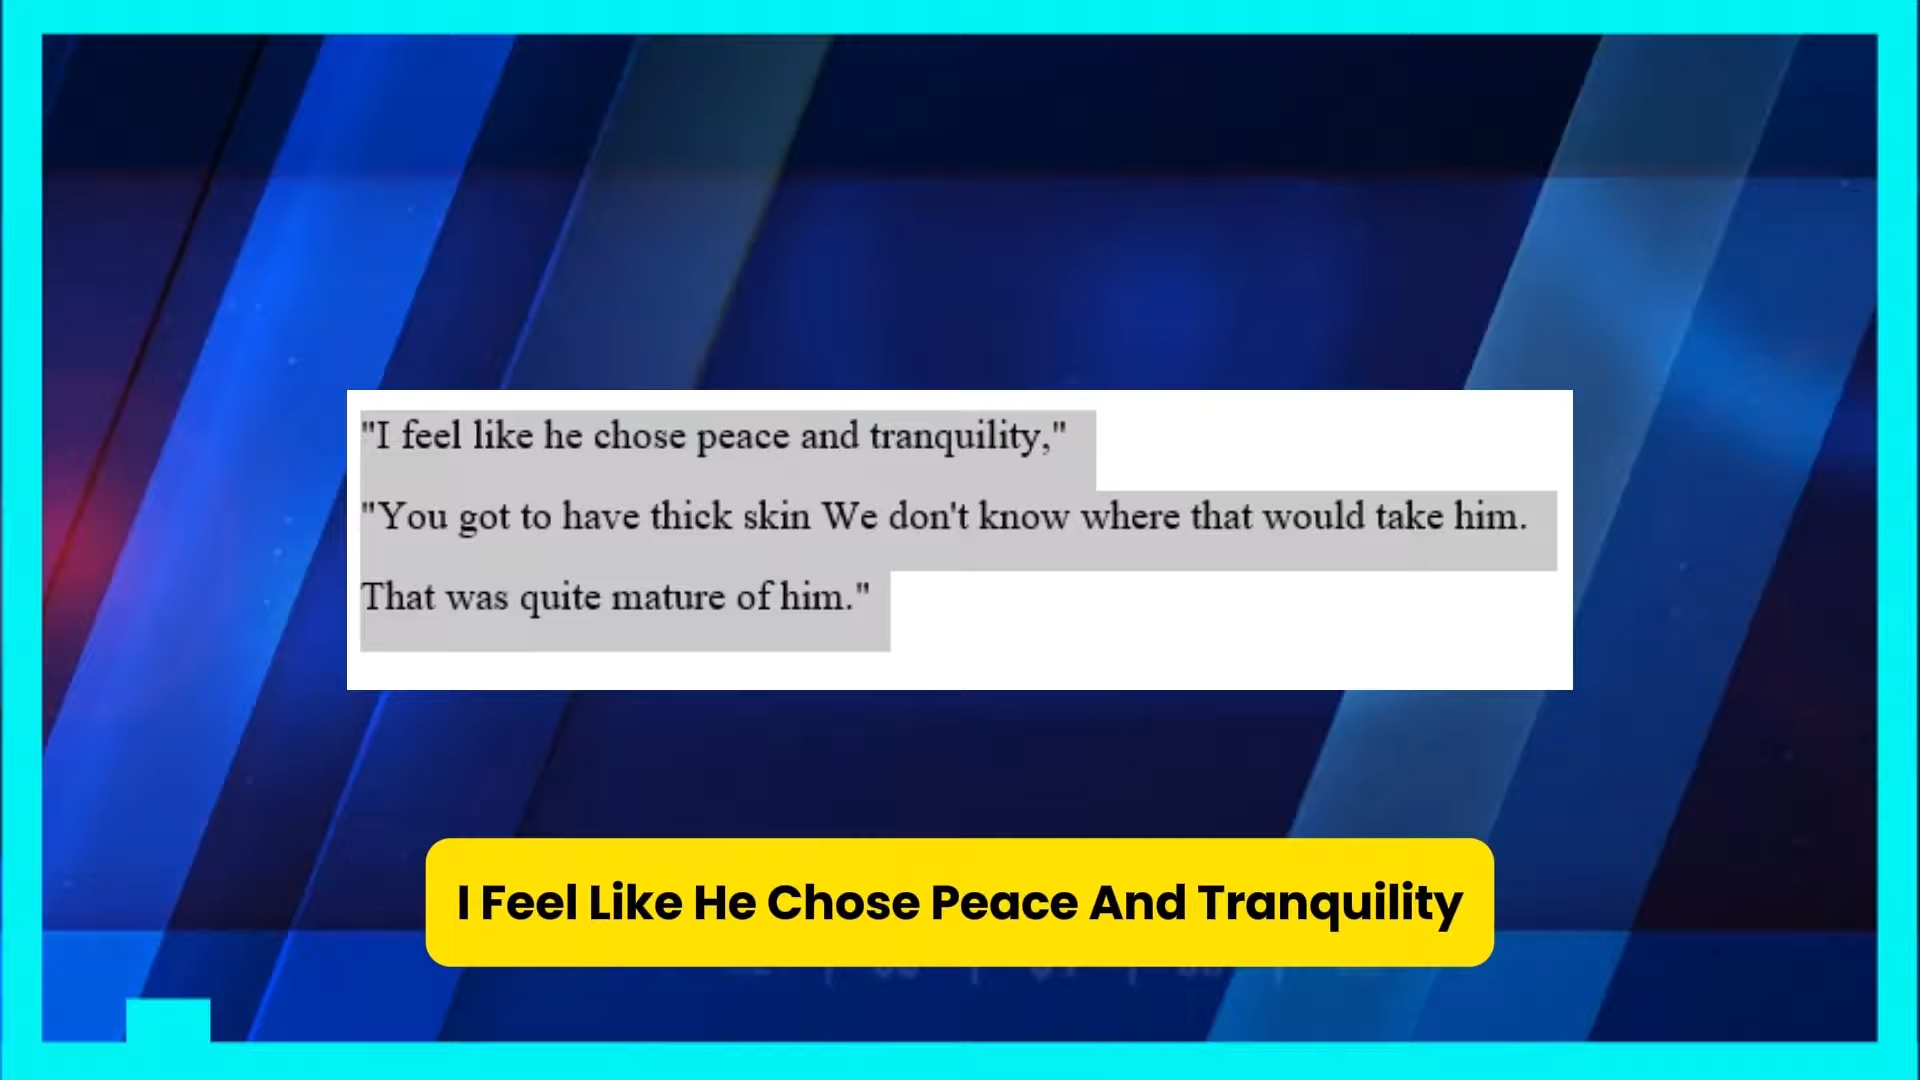 "I feel like he chose peace and tranquility,"
"You got to have thick skin We don't know where that would take him.
That was quite mature of him."
I Feel Like He Chose Peace And Tranquility